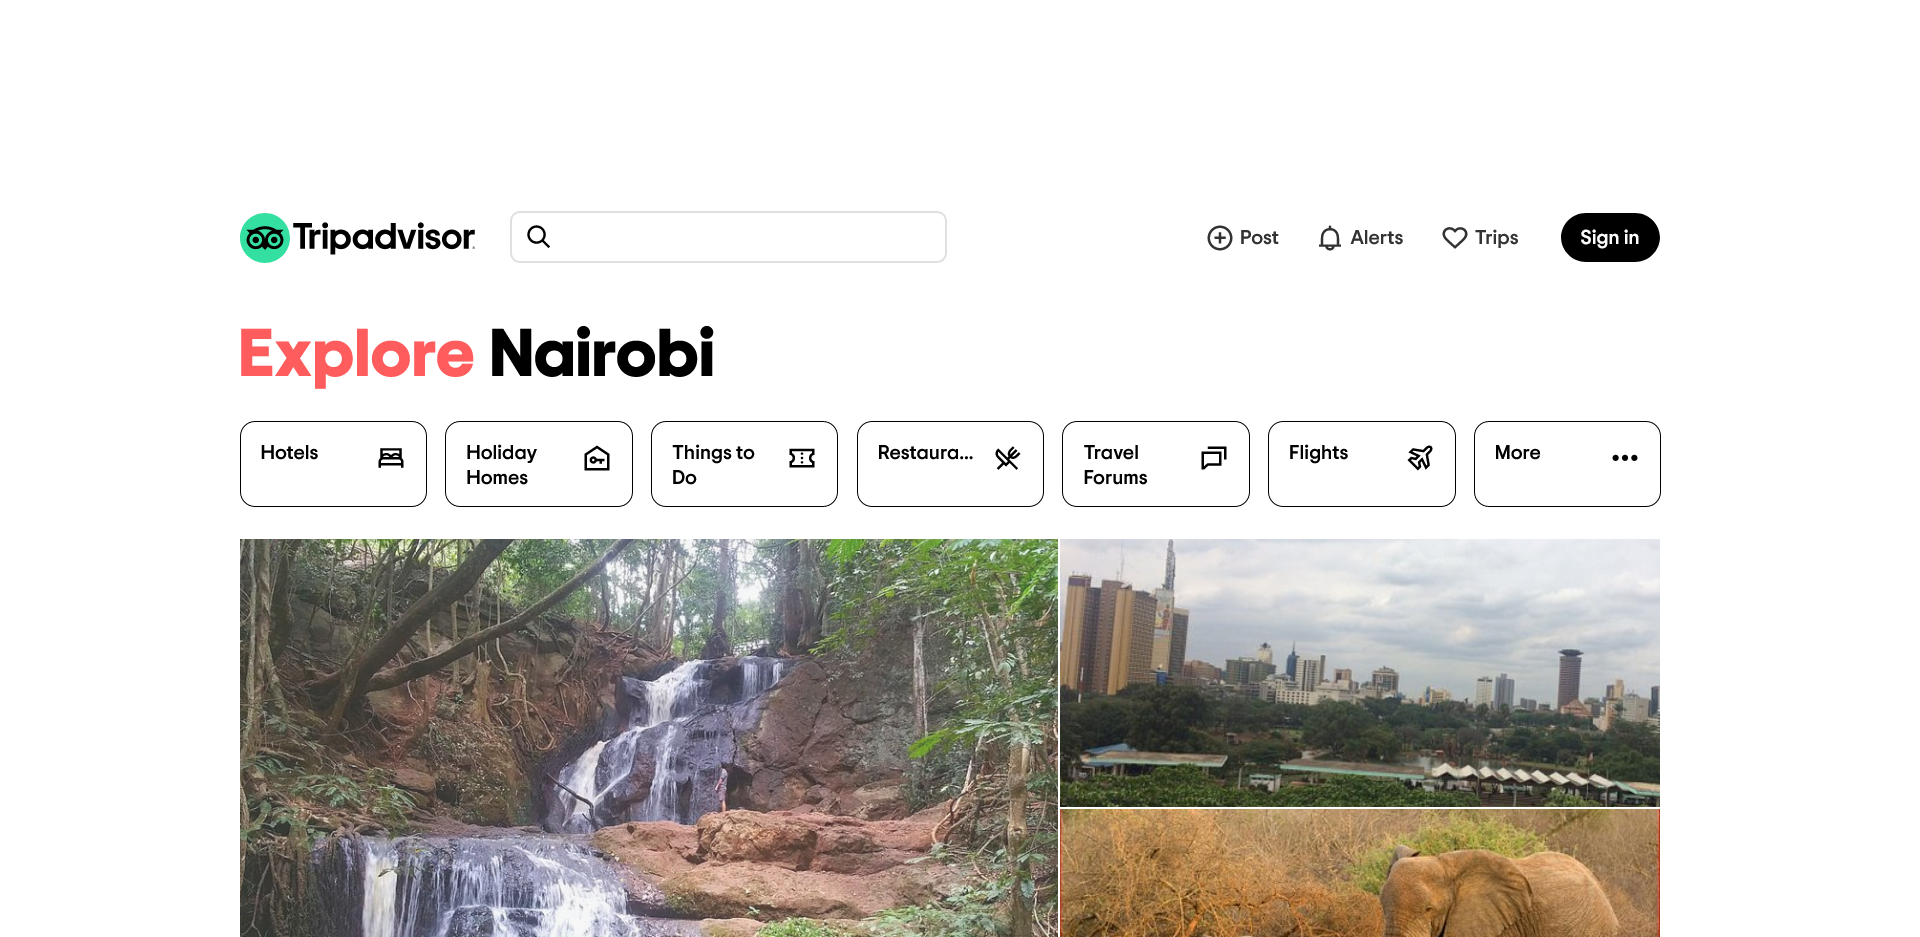 Tripadvisor
Post
Alerts
Trips
Sign in
Explore Nairobi
Hotels
Holiday
Homes
Things to
Do
Restaura...
Travel
Forums
Flights
More